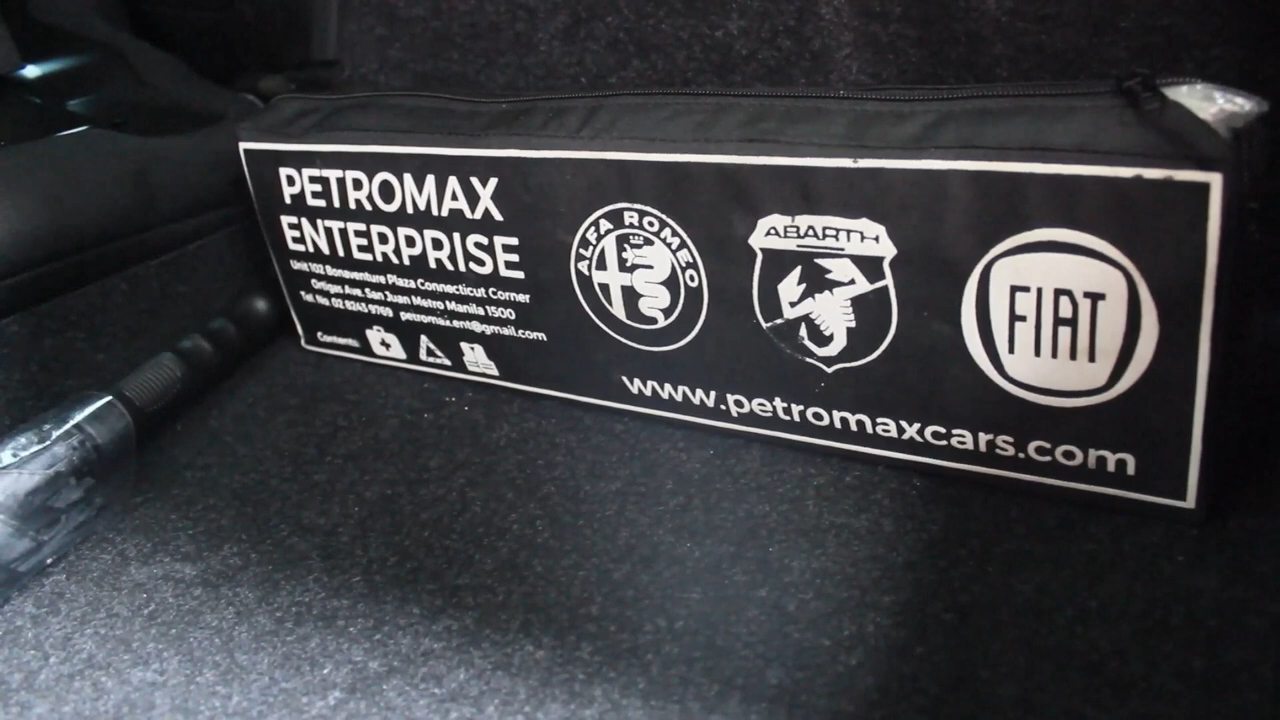 PETROMAX
ENTERPRISE
Unit 102 Bonaventure Plaza Connecticut Corner
Ortigas Ave. San Juan Metro Manila 1500
Tel. No. 02 8243 9769 petromax.ent@gmail.com
Contents:
ALFA ROMEO
ABARTH
FIAT
www.petromaxcars.com